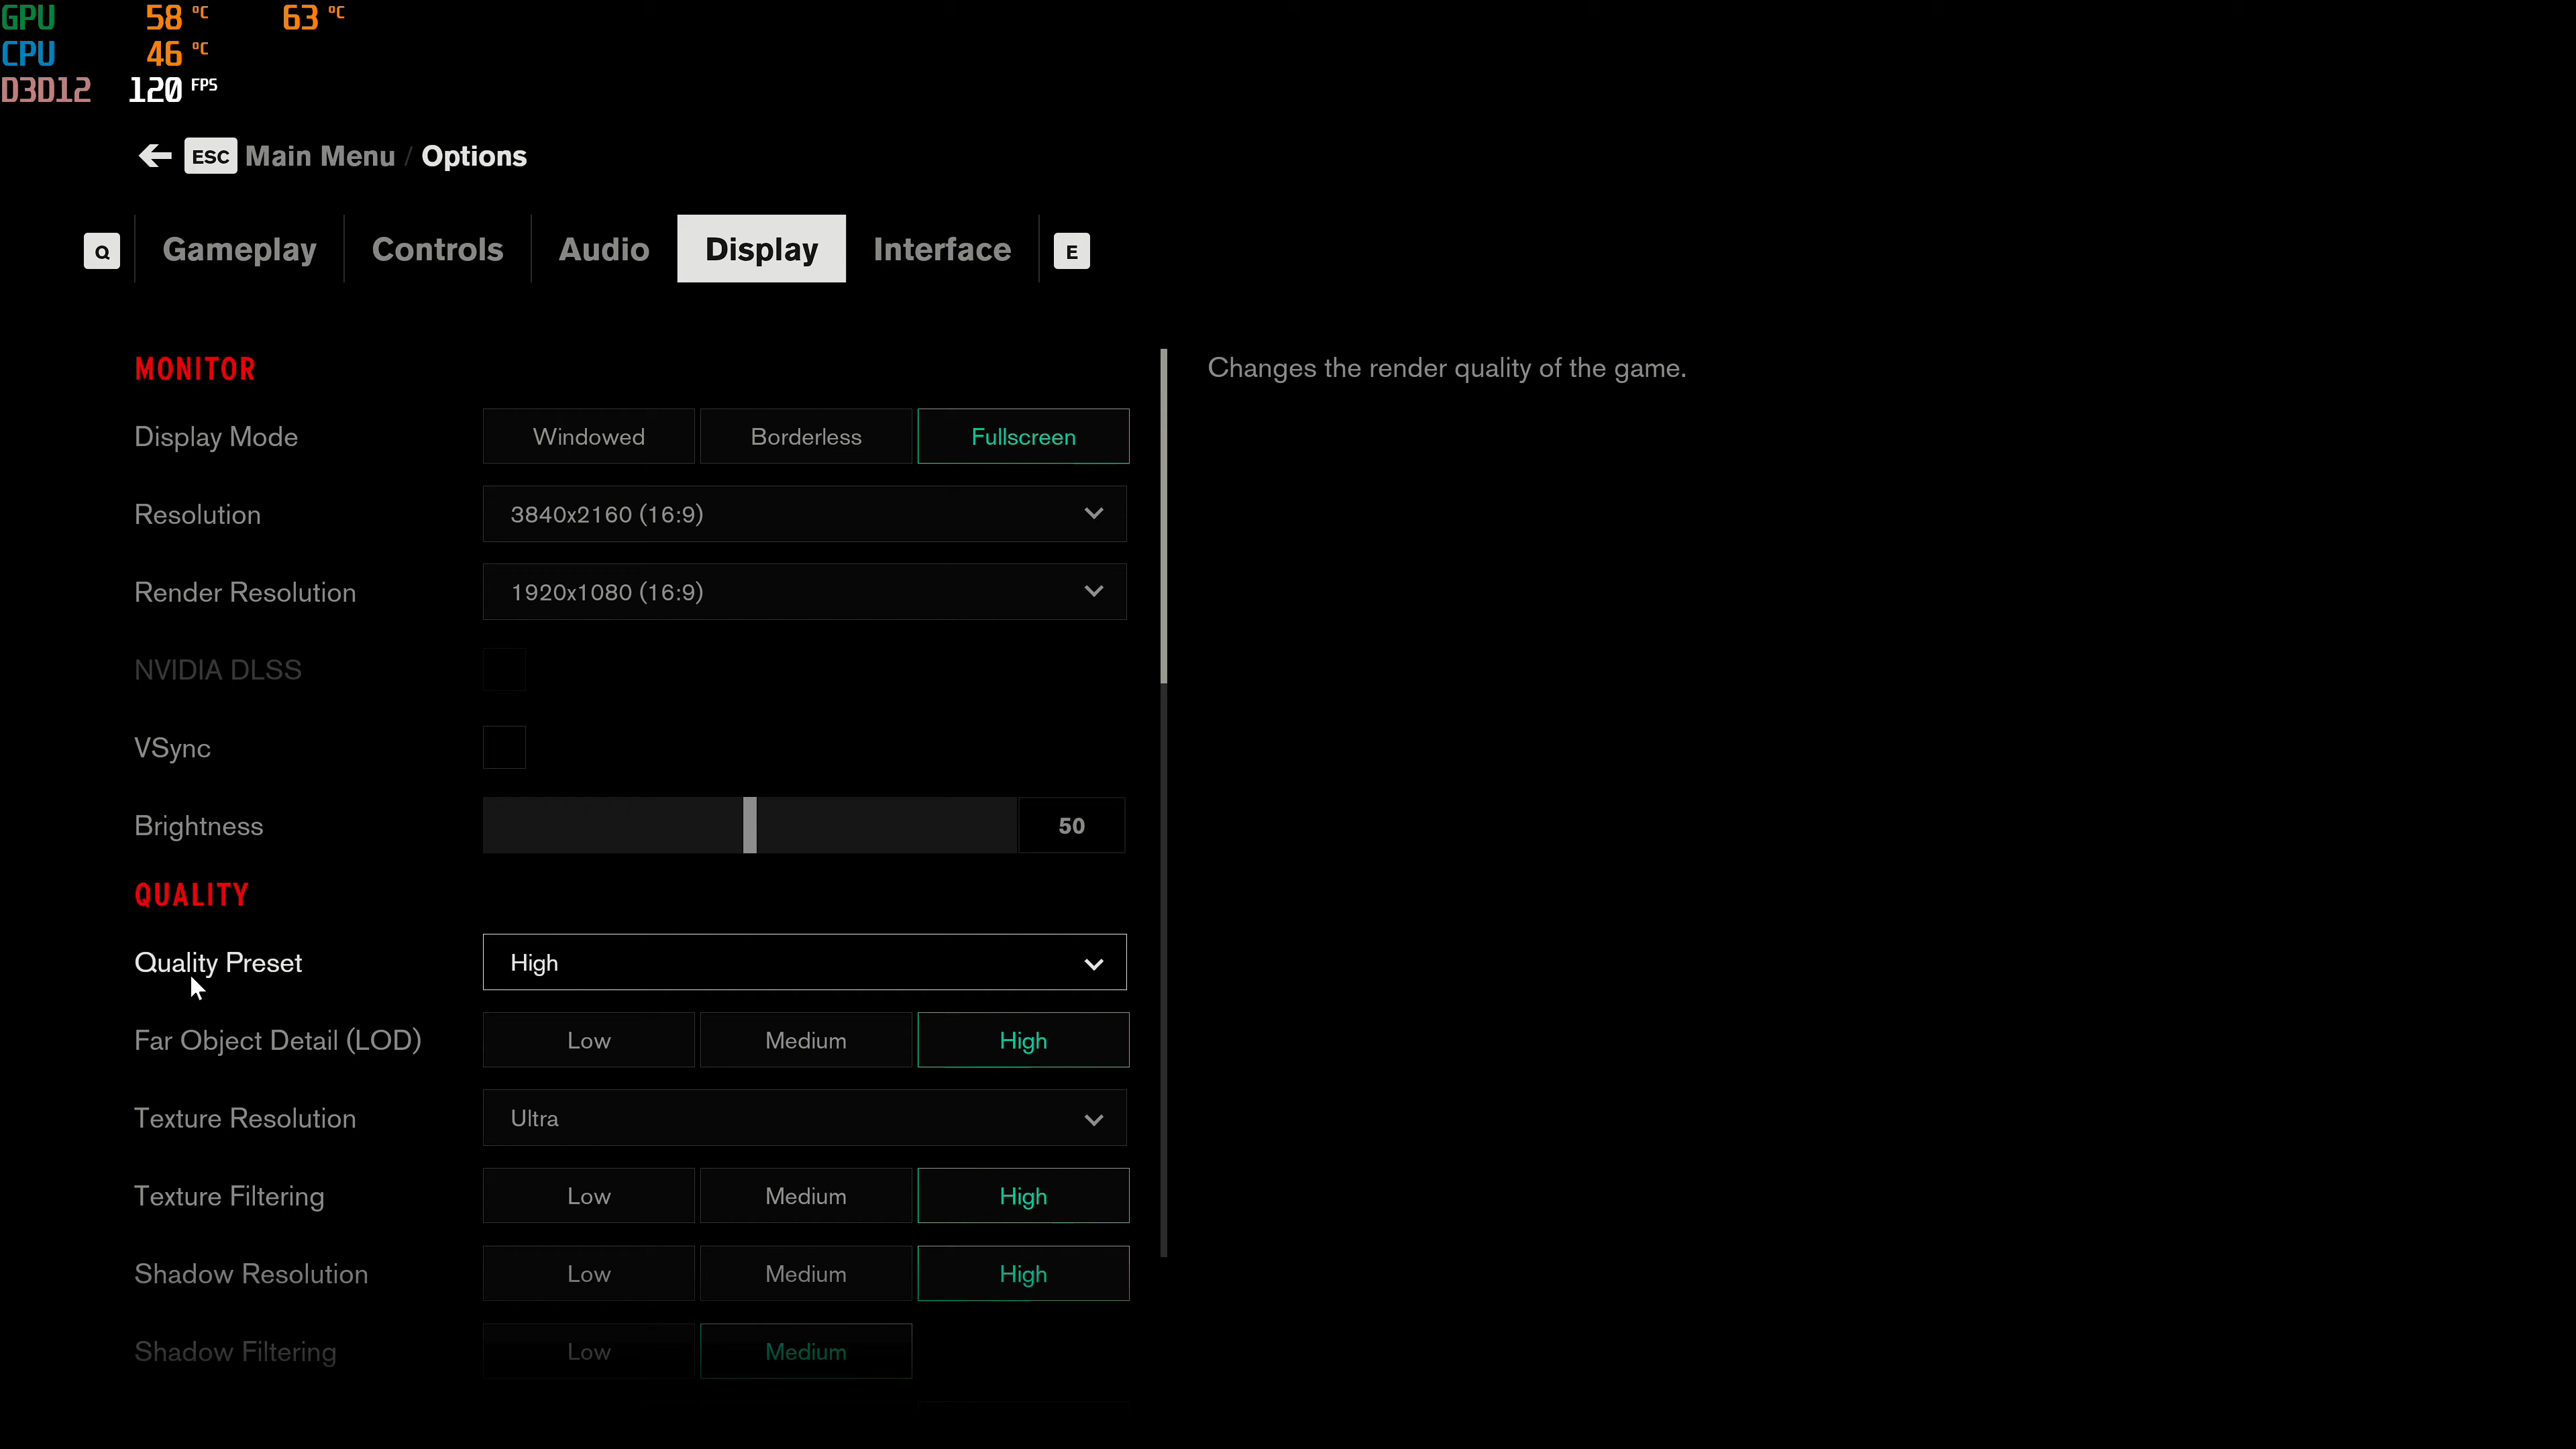 GPU 58 °C 63 °C
CPU 46 °C
D3D12 120 FPS
ESC Main Menu / Options
Q Gameplay Controls Audio Display Interface E
MONITOR
Changes the render quality of the game.
Display Mode Windowed Borderless Fullscreen
Resolution 3840x2160 (16:9)
Render Resolution 1920x1080 (16:9)
NVIDIA DLSS
VSync
Brightness 50
QUALITY
Quality Preset High
Far Object Detail (LOD) Low Medium High
Texture Resolution Ultra
Texture Filtering Low Medium High
Shadow Resolution Low Medium High
Shadow Filtering Low Medium